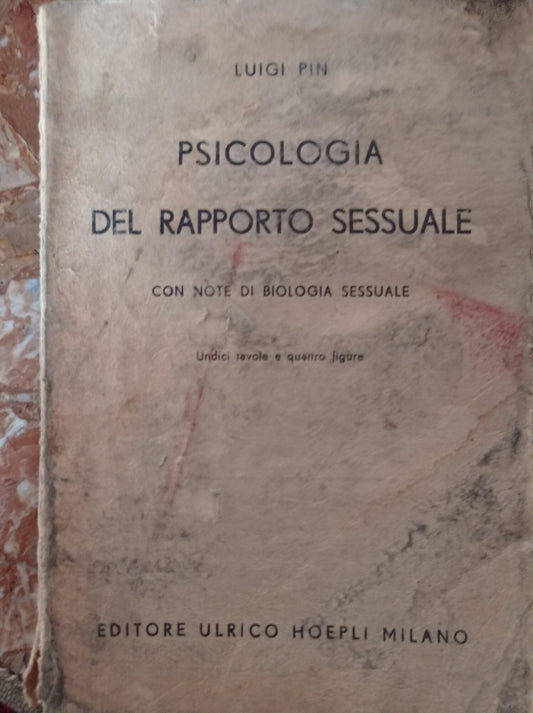 LUIGI PIN
PSICOLOGIA
DEL RAPPORTO SESSUALE
CON NOTE DI BIOLOGIA SESSUALE
Undici tavole e quattro figure
EDITORE ULRICO HOEPLI MILANO